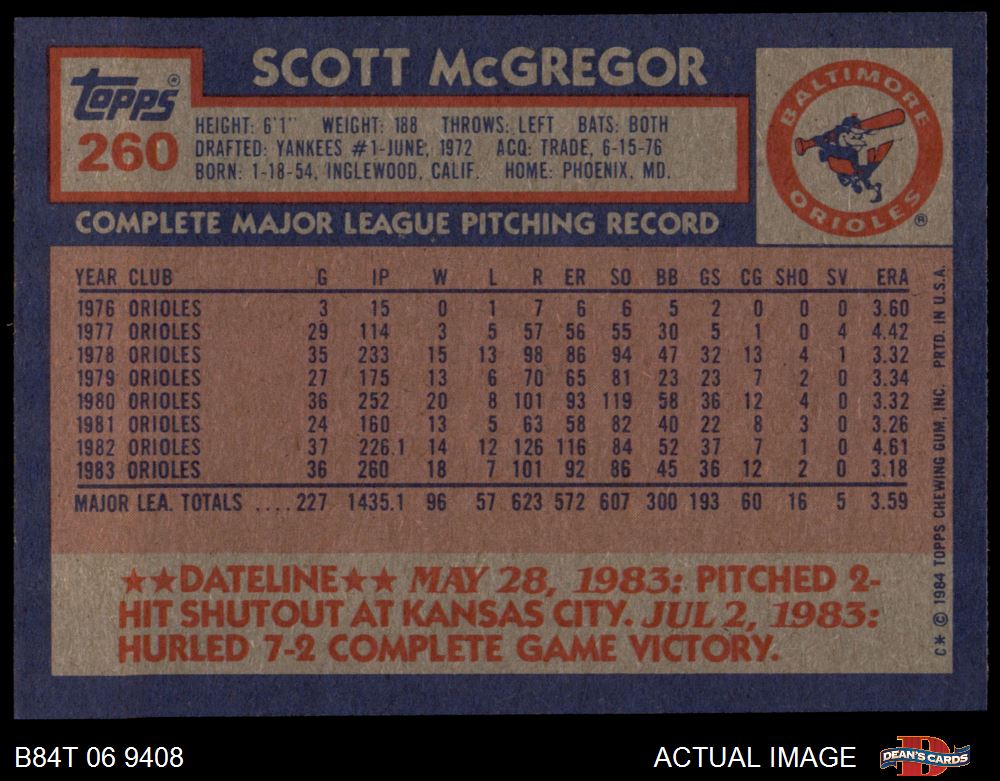 SCOTT McGREGOR
Topps®
260
HEIGHT: 6'1" WEIGHT: 188 THROWS: LEFT BATS: BOTH
DRAFTED: YANKEES #1-JUNE, 1972 ACQ: TRADE, 6-15-76
BORN: 1-18-54, INGLEWOOD, CALIF. HOME: PHOENIX, MD.
BALTIMORE
ORIOLES
®
COMPLETE MAJOR LEAGUE PITCHING RECORD
YEAR CLUB G IP W L R ER SO BB GS CG SHO SV ERA
1976 ORIOLES 3 15 0 1 7 6 6 5 2 0 0 0 3.60
1977 ORIOLES 29 114 3 5 57 56 55 30 5 1 0 4 4.42
1978 ORIOLES 35 233 15 13 98 86 94 47 32 13 4 1 3.32
1979 ORIOLES 27 175 13 6 70 65 81 23 23 7 2 0 3.34
1980 ORIOLES 36 252 20 8 101 93 119 58 36 12 4 0 3.32
1981 ORIOLES 24 160 13 5 63 58 82 40 22 8 3 0 3.26
1982 ORIOLES 37 226.1 14 12 126 116 84 52 37 7 1 0 4.61
1983 ORIOLES 36 260 18 7 101 92 86 45 36 12 2 0 3.18
MAJOR LEA. TOTALS ....227 1435.1 96 57 623 572 607 300 193 60 16 5 3.59
★★DATELINE★★ MAY 28, 1983: PITCHED 2-
HIT SHUTOUT AT KANSAS CITY. JUL 2, 1983:
HURLED 7-2 COMPLETE GAME VICTORY.
C* © 1984 TOPPS CHEWING GUM, INC. PRTD. IN U.S.A.
B84T 06 9408
ACTUAL IMAGE
DEAN'S CARDS